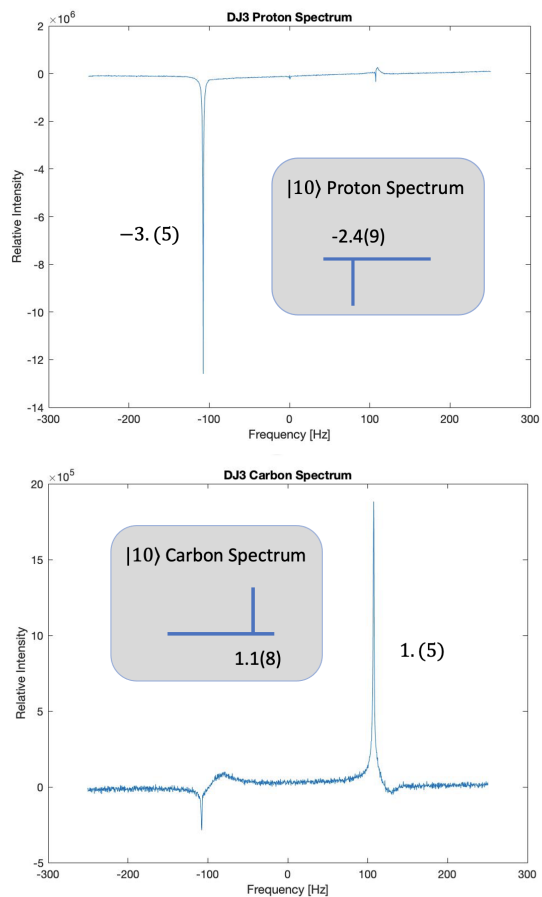 DJ3 Proton Spectrum
×10⁶
2
0
-2
-4
-6
-8
-10
-12
-14
Relative Intensity
−3.(5)
|10⟩ Proton Spectrum
-2.4(9)
-300 -200 -100 0 100 200 300
Frequency [Hz]
DJ3 Carbon Spectrum
×10⁵
20
15
10
5
0
-5
Relative Intensity
|10⟩ Carbon Spectrum
1.1(8)
1.(5)
-300 -200 -100 0 100 200 300
Frequency [Hz]